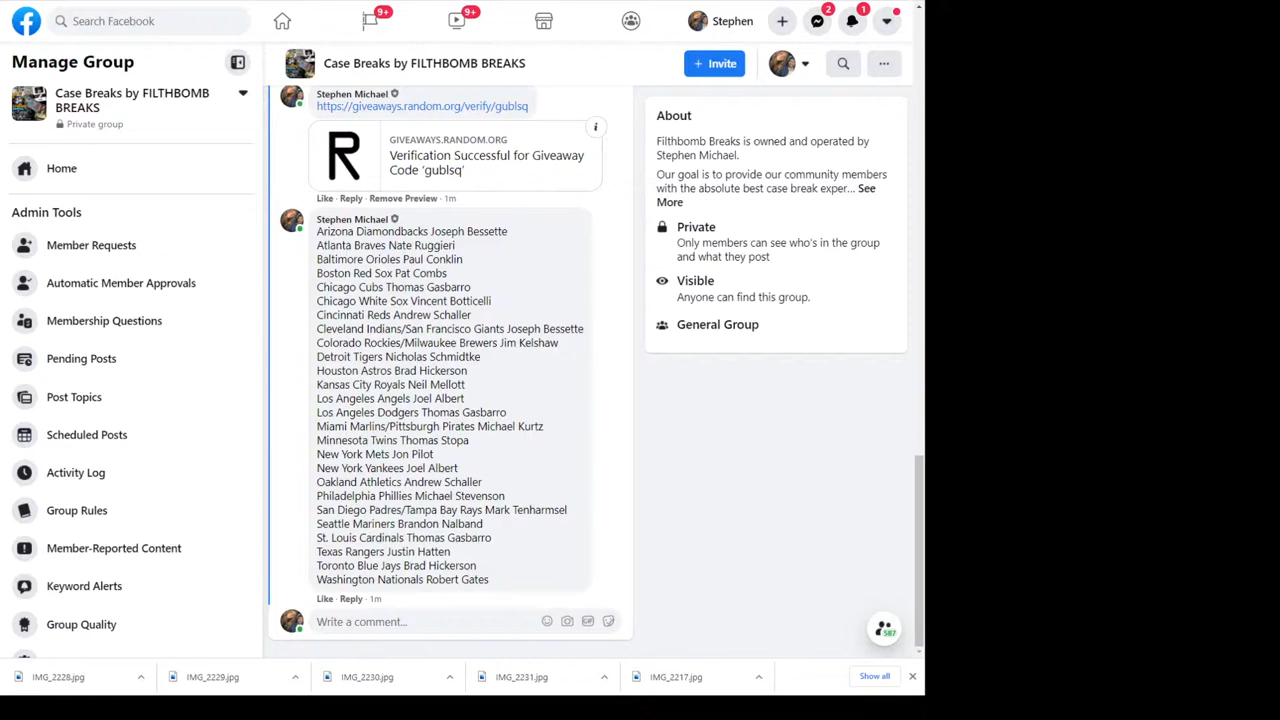 Search Facebook
9+
9+
Stephen
2
1
Manage Group
Case Breaks by FILTHBOMB
BREAKS
Private group
Home
Admin Tools
Member Requests
Automatic Member Approvals
Membership Questions
Pending Posts
Post Topics
Scheduled Posts
Activity Log
Group Rules
Member-Reported Content
Keyword Alerts
Group Quality
Case Breaks by FILTHBOMB BREAKS
+ Invite
Stephen Michael
https://giveaways.random.org/verify/gublsq
R
GIVEAWAYS.RANDOM.ORG
Verification Successful for Giveaway
Code ‘gublsq’
Like · Reply · Remove Preview · 1m
Stephen Michael
Arizona Diamondbacks Joseph Bessette
Atlanta Braves Nate Ruggieri
Baltimore Orioles Paul Conklin
Boston Red Sox Pat Combs
Chicago Cubs Thomas Gasbarro
Chicago White Sox Vincent Botticelli
Cincinnati Reds Andrew Schaller
Cleveland Indians/San Francisco Giants Joseph Bessette
Colorado Rockies/Milwaukee Brewers Jim Kelshaw
Detroit Tigers Nicholas Schmidtke
Houston Astros Brad Hickerson
Kansas City Royals Neil Mellott
Los Angeles Angels Joel Albert
Los Angeles Dodgers Thomas Gasbarro
Miami Marlins/Pittsburgh Pirates Michael Kurtz
Minnesota Twins Thomas Stopa
New York Mets Jon Pilot
New York Yankees Joel Albert
Oakland Athletics Andrew Schaller
Philadelphia Phillies Michael Stevenson
San Diego Padres/Tampa Bay Rays Mark Tenharmsel
Seattle Mariners Brandon Nalband
St. Louis Cardinals Thomas Gasbarro
Texas Rangers Justin Hatten
Toronto Blue Jays Brad Hickerson
Washington Nationals Robert Gates
Like · Reply · 1m
Write a comment...
GIF
About
Filthbomb Breaks is owned and operated by
Stephen Michael.
Our goal is to provide our community members
with the absolute best case break exper... See
More
Private
Only members can see who's in the group
and what they post
Visible
Anyone can find this group.
General Group
587
IMG_2228.jpg
IMG_2229.jpg
IMG_2230.jpg
IMG_2231.jpg
IMG_2217.jpg
Show all